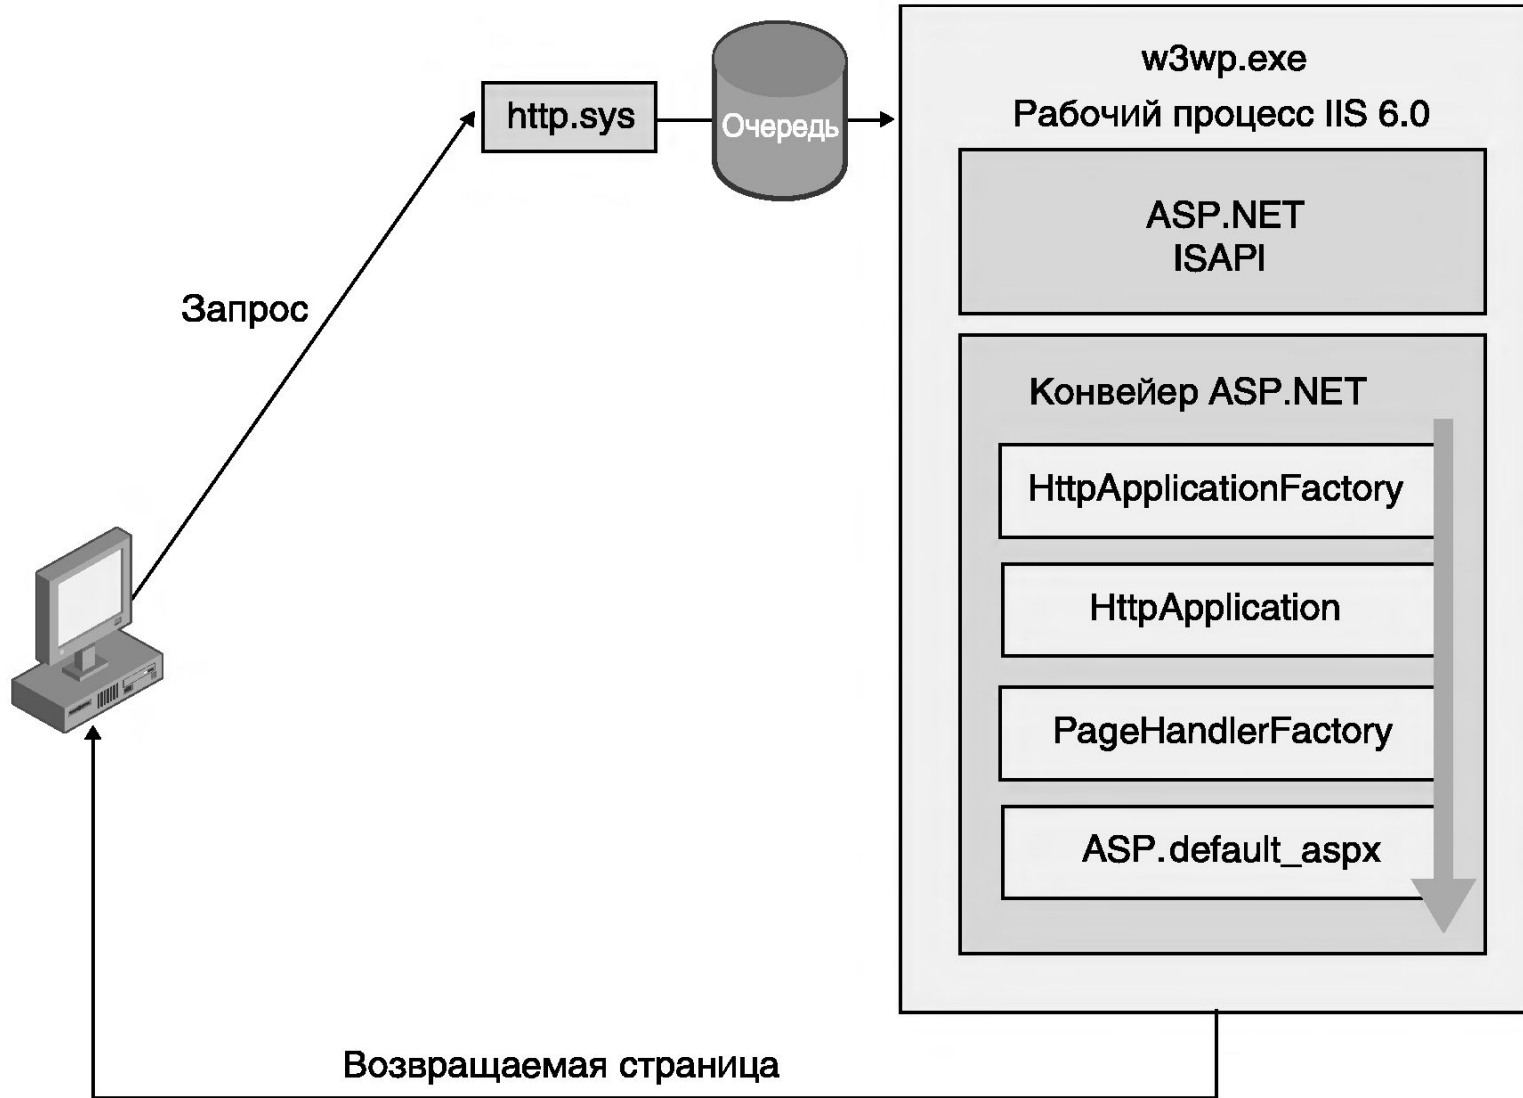 http.sys
Очередь
w3wp.exe
Рабочий процесс IIS 6.0
ASP.NET
ISAPI
Запрос
Конвейер ASP.NET
HttpApplicationFactory
HttpApplication
PageHandlerFactory
ASP.default_aspx
Возвращаемая страница